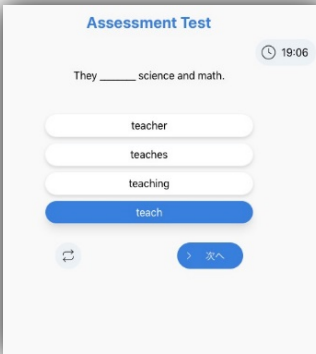 Assessment Test
19:06
They ______ science and math.
teacher
teaches
teaching
teach
次へ